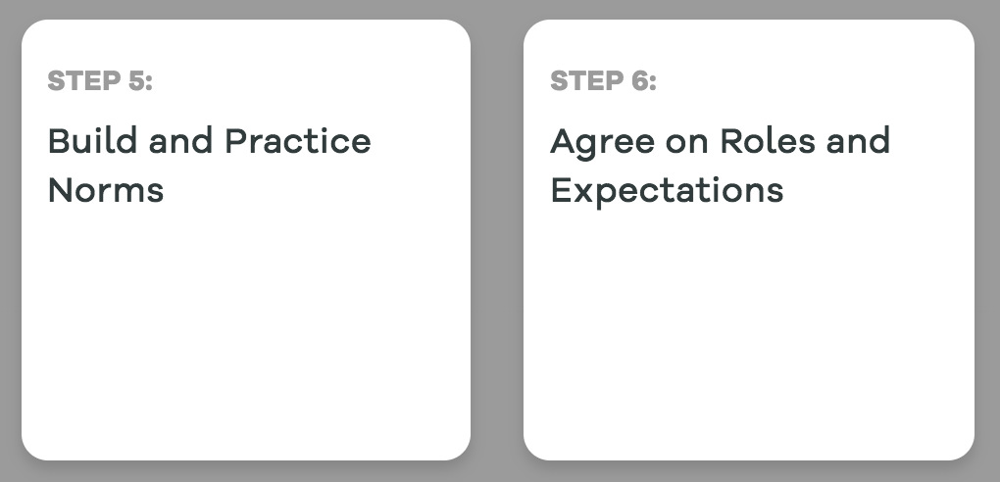 STEP 5:
Build and Practice
Norms
STEP 6:
Agree on Roles and
Expectations